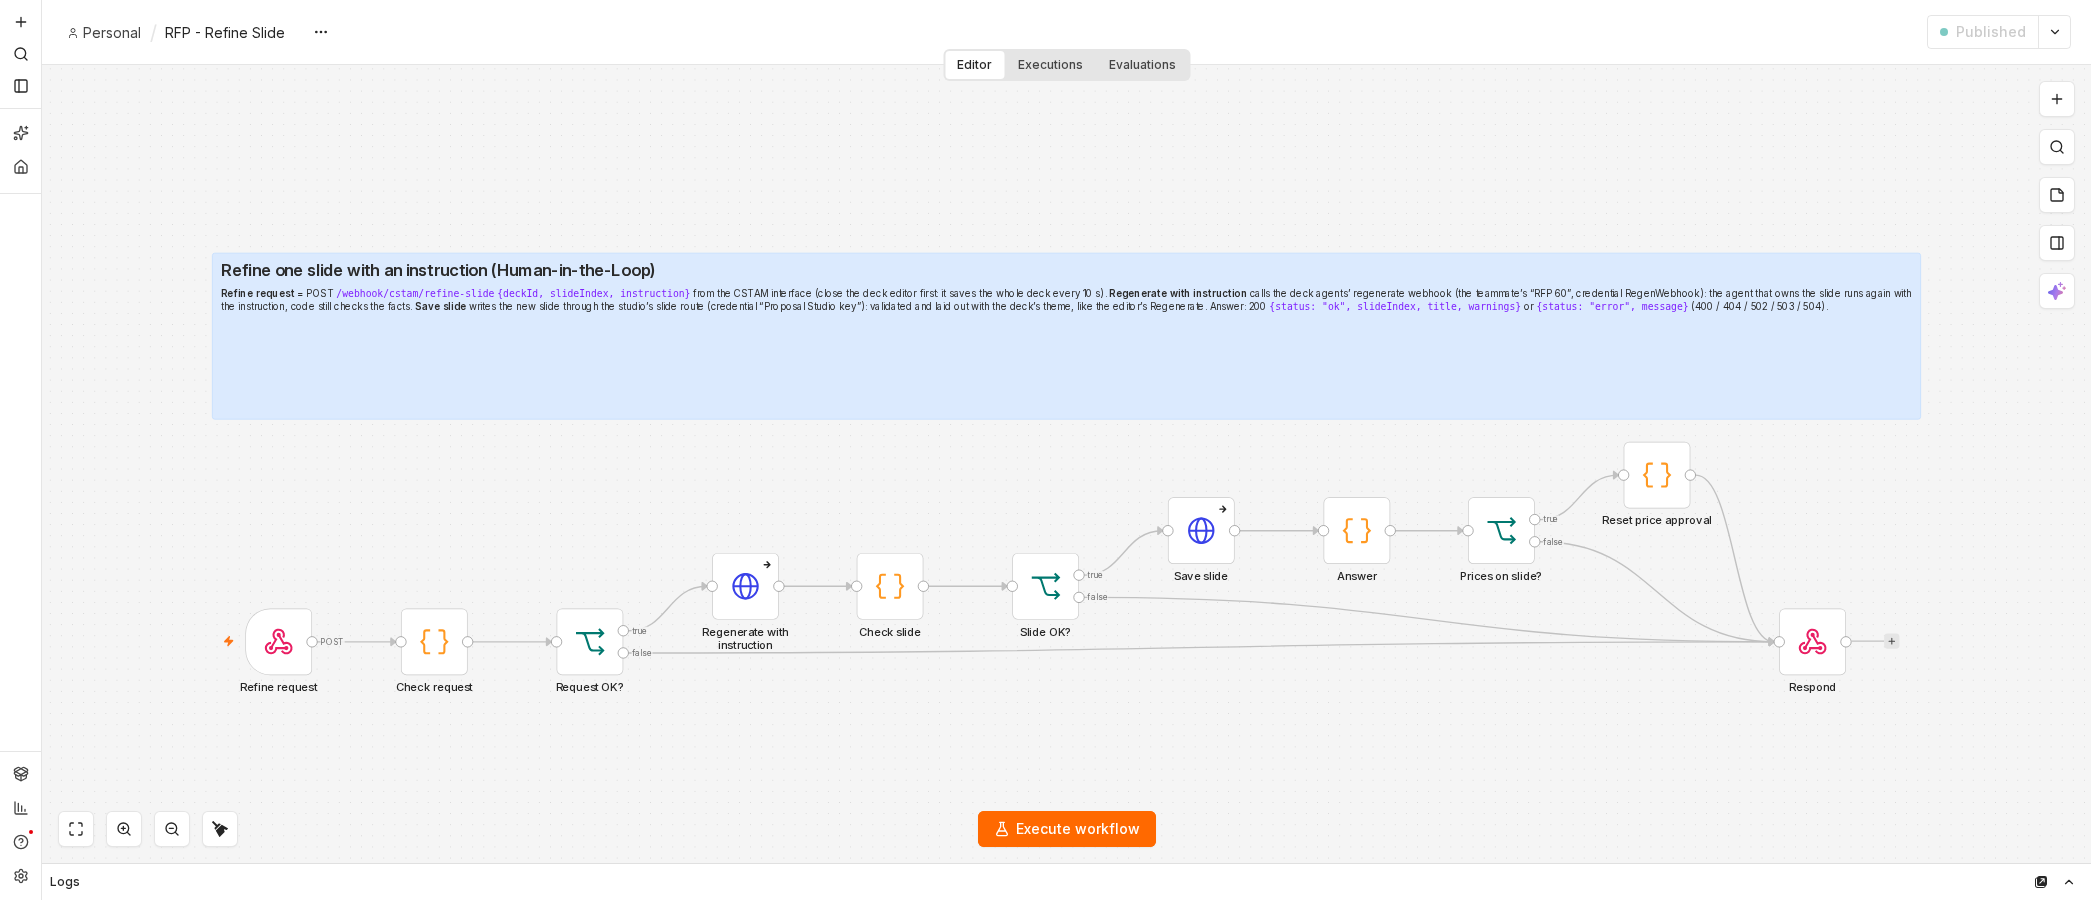 Personal / RFP - Refine Slide
Published
Editor Executions Evaluations
Refine one slide with an instruction (Human-in-the-Loop)
Refine request = POST /webhook/cstam/refine-slide {deckId, slideIndex, instruction} from the CSTAM interface (close the deck editor first: it saves the whole deck every 10 s). Regenerate with instruction calls the deck agents' regenerate webhook (the teammate's “RFP 60”, credential RegenWebhook): the agent that owns the slide runs again with
the instruction, code still checks the facts. Save slide writes the new slide through the studio's slide route (credential “Proposal Studio key”): validated and laid out with the deck's theme, like the editor's Regenerate. Answer: 200 {status: "ok", slideIndex, title, warnings} or {status: "error", message} (400 / 404 / 502 / 503 / 504).
Reset price approval
true
false
Save slide
Answer
Prices on slide?
true
false
Regenerate with
instruction
Check slide
Slide OK?
POST
true
false
Refine request
Check request
Request OK?
Respond
Execute workflow
Logs